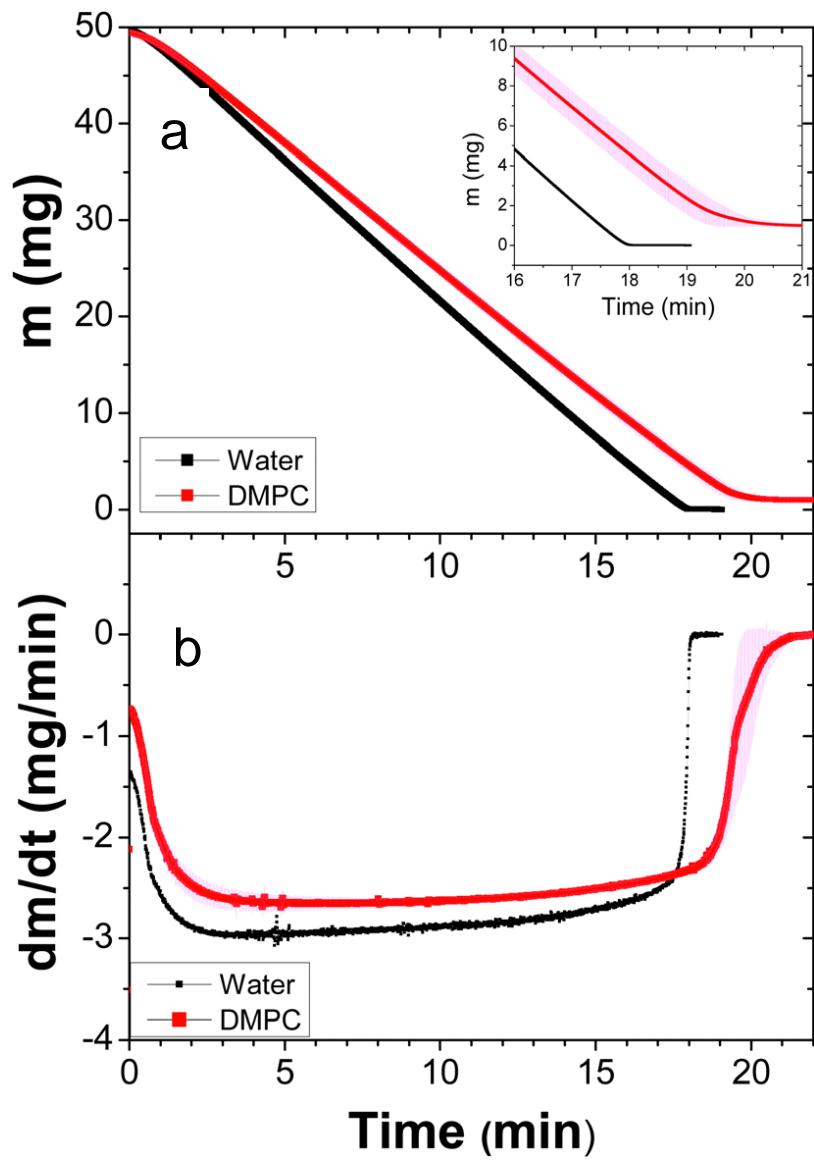 50
40
30
20
10
0
m (mg)
a
10
8
6
4
2
0
m (mg)
16 17 18 19 20 21
Time (min)
Water
DMPC
5 10 15 20
0
-1
-2
-3
-4
dm/dt (mg/min)
b
Water
DMPC
0 5 10 15 20
Time (min)